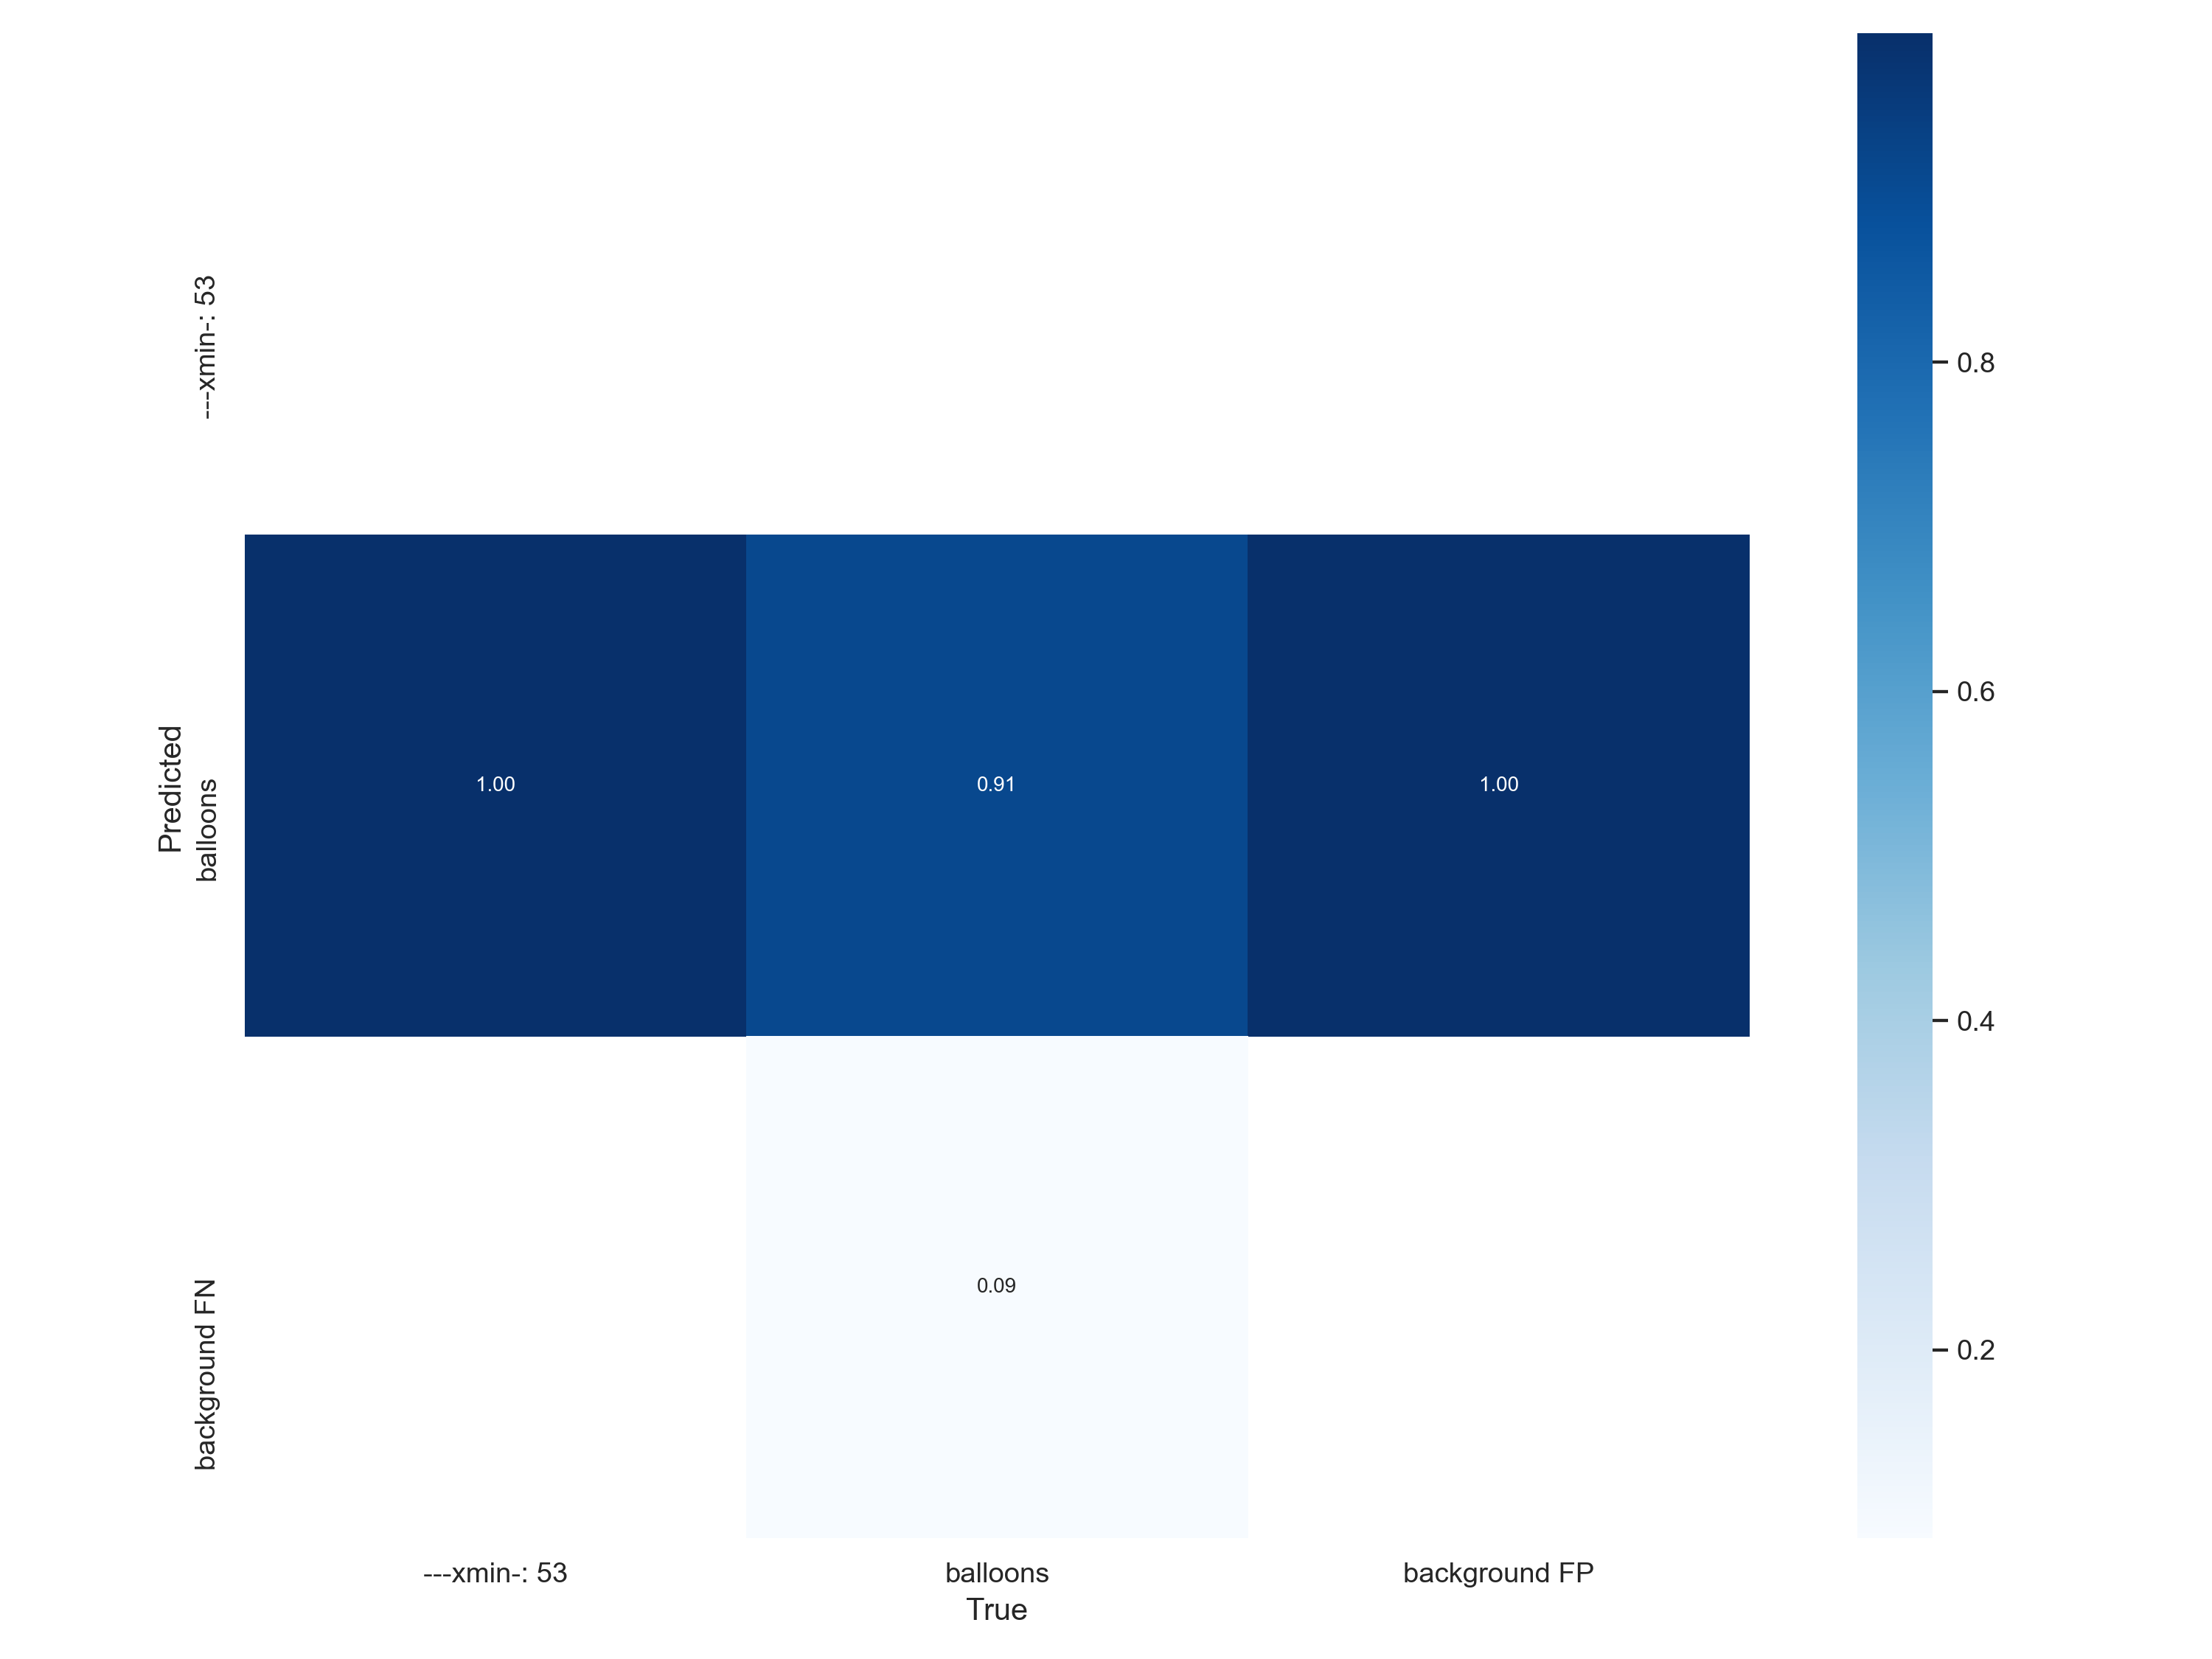 ---xmin-: 53
balloons
background FN
Predicted
1.00
0.91
1.00
0.09
---xmin-: 53
balloons
background FP
True
0.8
0.6
0.4
0.2